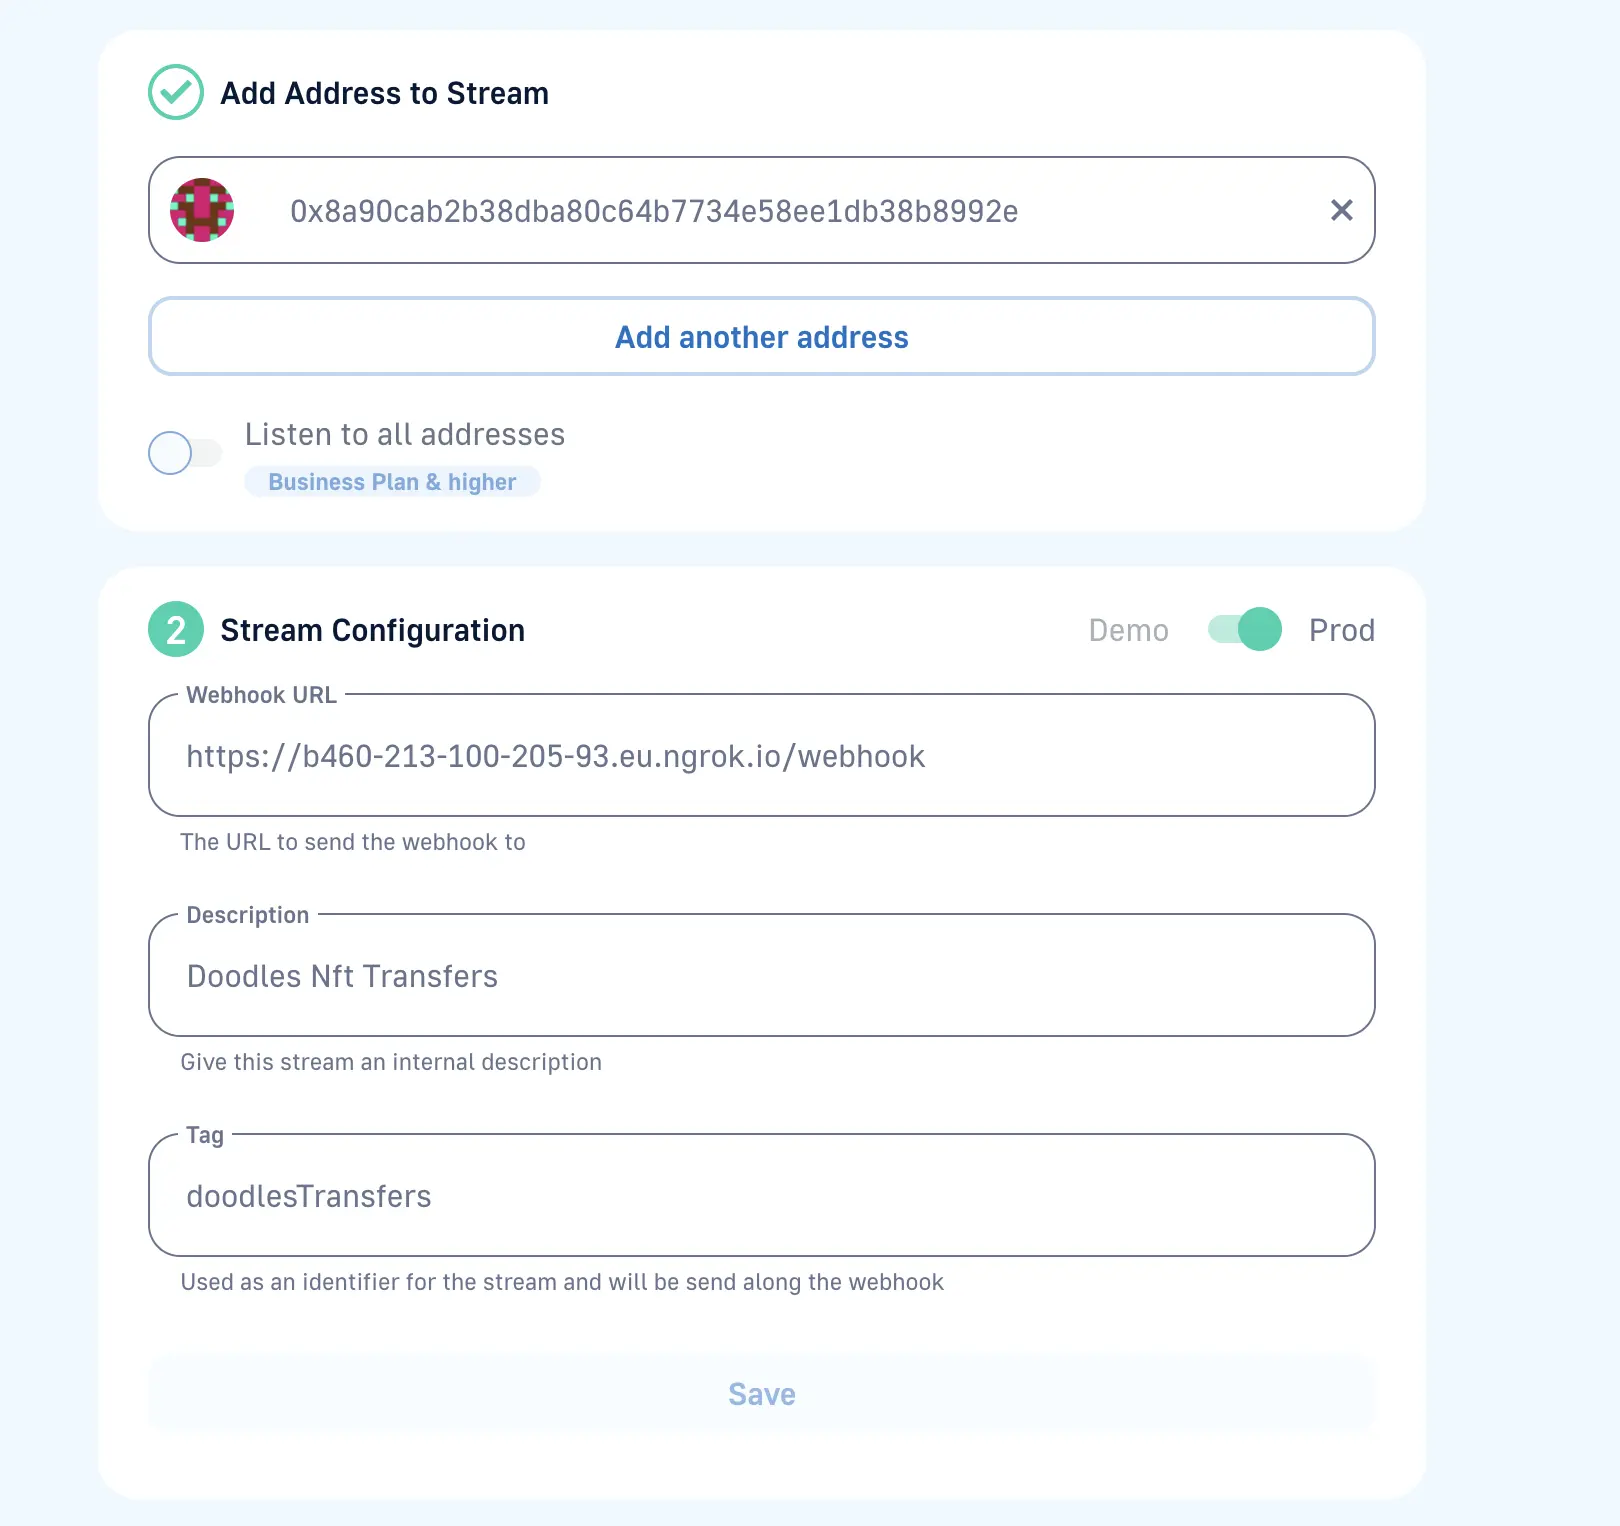 Add Address to Stream
0x8a90cab2b38dba80c64b7734e58ee1db38b8992e
Add another address
Listen to all addresses
Business Plan & higher
2 Stream Configuration
Demo Prod
Webhook URL
https://b460-213-100-205-93.eu.ngrok.io/webhook
The URL to send the webhook to
Description
Doodles Nft Transfers
Give this stream an internal description
Tag
doodlesTransfers
Used as an identifier for the stream and will be send along the webhook
Save